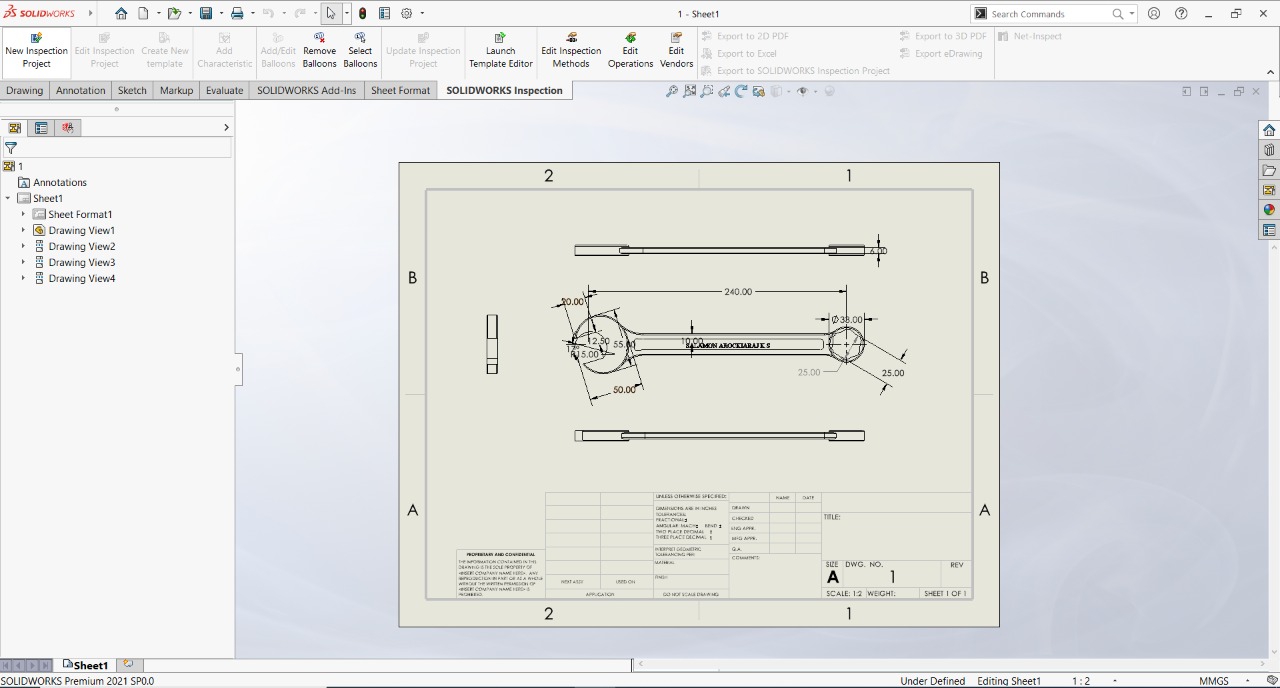 SOLIDWORKS
1 - Sheet1
Search Commands
New Inspection Project
Edit Inspection Project
Create New template
Add Characteristic
Add/Edit Balloons
Remove Balloons
Select Balloons
Update Inspection Project
Launch Template Editor
Edit Inspection Methods
Edit Operations
Edit Vendors
Export to 2D PDF
Export to Excel
Export to SOLIDWORKS Inspection Project
Export to 3D PDF
Export eDrawing
Net-Inspect
Drawing
Annotation
Sketch
Markup
Evaluate
SOLIDWORKS Add-Ins
Sheet Format
SOLIDWORKS Inspection
1
Annotations
Sheet1
Sheet Format1
Drawing View1
Drawing View2
Drawing View3
Drawing View4
2
1
B
B
240.00
20.00
Ø38.00
12.50
55.00
10.00
SALAMON AROCKIARAJ K S
R15.00
25.00
25.00
50.00
A
A
UNLESS OTHERWISE SPECIFIED:
DIMENSIONS ARE IN INCHES
TOLERANCES:
FRACTIONAL±
ANGULAR: MACH± BEND ±
TWO PLACE DECIMAL ±
THREE PLACE DECIMAL ±
INTERPRET GEOMETRIC
TOLERANCING PER:
MATERIAL
FINISH
DO NOT SCALE DRAWING
NAME
DATE
DRAWN
CHECKED
ENG APPR.
MFG APPR.
Q.A.
COMMENTS:
TITLE:
SIZE
A
DWG. NO.
1
REV
SCALE: 1:2
WEIGHT:
SHEET 1 OF 1
PROPRIETARY AND CONFIDENTIAL
THE INFORMATION CONTAINED IN THIS
DRAWING IS THE SOLE PROPERTY OF
<INSERT COMPANY NAME HERE>. ANY
REPRODUCTION IN PART OR AS A WHOLE
WITHOUT THE WRITTEN PERMISSION OF
<INSERT COMPANY NAME HERE> IS
PROHIBITED.
NEXT ASSY
USED ON
APPLICATION
2
1
Sheet1
SOLIDWORKS Premium 2021 SP0.0
Under Defined
Editing Sheet1
1 : 2
MMGS